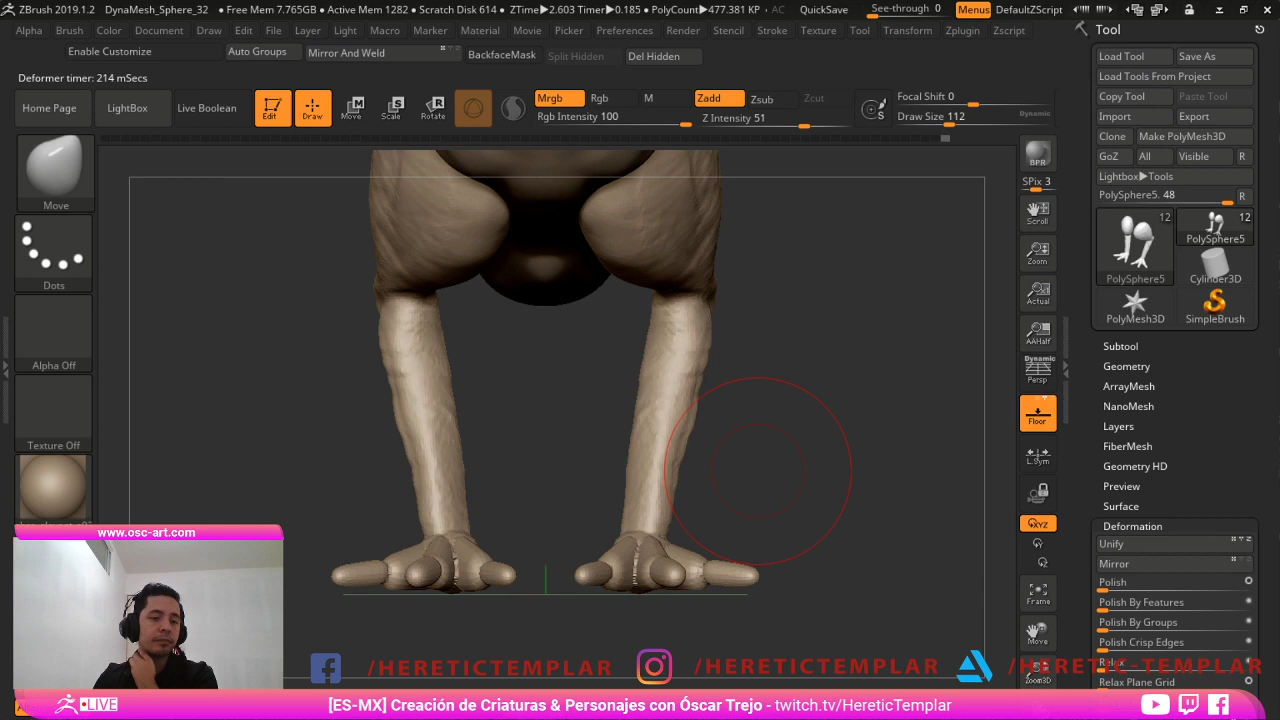 ZBrush 2019.1.2 DynaMesh_Sphere_32 • Free Mem 7.765GB • Active Mem 1282 • Scratch Disk 614 • ZTime▶2.603 Timer▶0.185 • PolyCount▶477.381 KP • AC QuickSave See-through 0 Menus DefaultZScript
Alpha Brush Color Document Draw Edit File Layer Light Macro Marker Material Movie Picker Preferences Render Stencil Stroke Texture Tool Transform Zplugin Zscript
Enable Customize Auto Groups Mirror And Weld BackfaceMask Split Hidden Del Hidden
Deformer timer: 214 mSecs
Home Page LightBox Live Boolean Edit Draw Move Scale Rotate
Mrgb Rgb M Zadd Zsub Zcut Focal Shift 0
Rgb Intensity 100 Z Intensity 51 Draw Size 112 Dynamic
Move
Dots
Alpha Off
Texture Off
BPR
SPix 3
Scroll
Zoom
Actual
AAHalf
Dynamic
Persp
Floor
L.Sym
XYZ
Frame
Move
Zoom3D
Tool
Load Tool Save As
Load Tools From Project
Copy Tool Paste Tool
Import Export
Clone Make PolyMesh3D
GoZ All Visible R
Lightbox▶Tools
PolySphere5. 48 R
12 12
PolySphere5
PolySphere5 Cylinder3D
PolyMesh3D SimpleBrush
Subtool
Geometry
ArrayMesh
NanoMesh
Layers
FiberMesh
Geometry HD
Preview
Surface
Deformation
Unify
Mirror
Polish
Polish By Features
Polish By Groups
Polish Crisp Edges
Relax
Relax Plane Grid
www.osc-art.com
/HERETICTEMPLAR /HERETICTEMPLAR /HERETIC-TEMPLAR
LIVE [ES-MX] Creación de Criaturas & Personajes con Óscar Trejo - twitch.tv/HereticTemplar